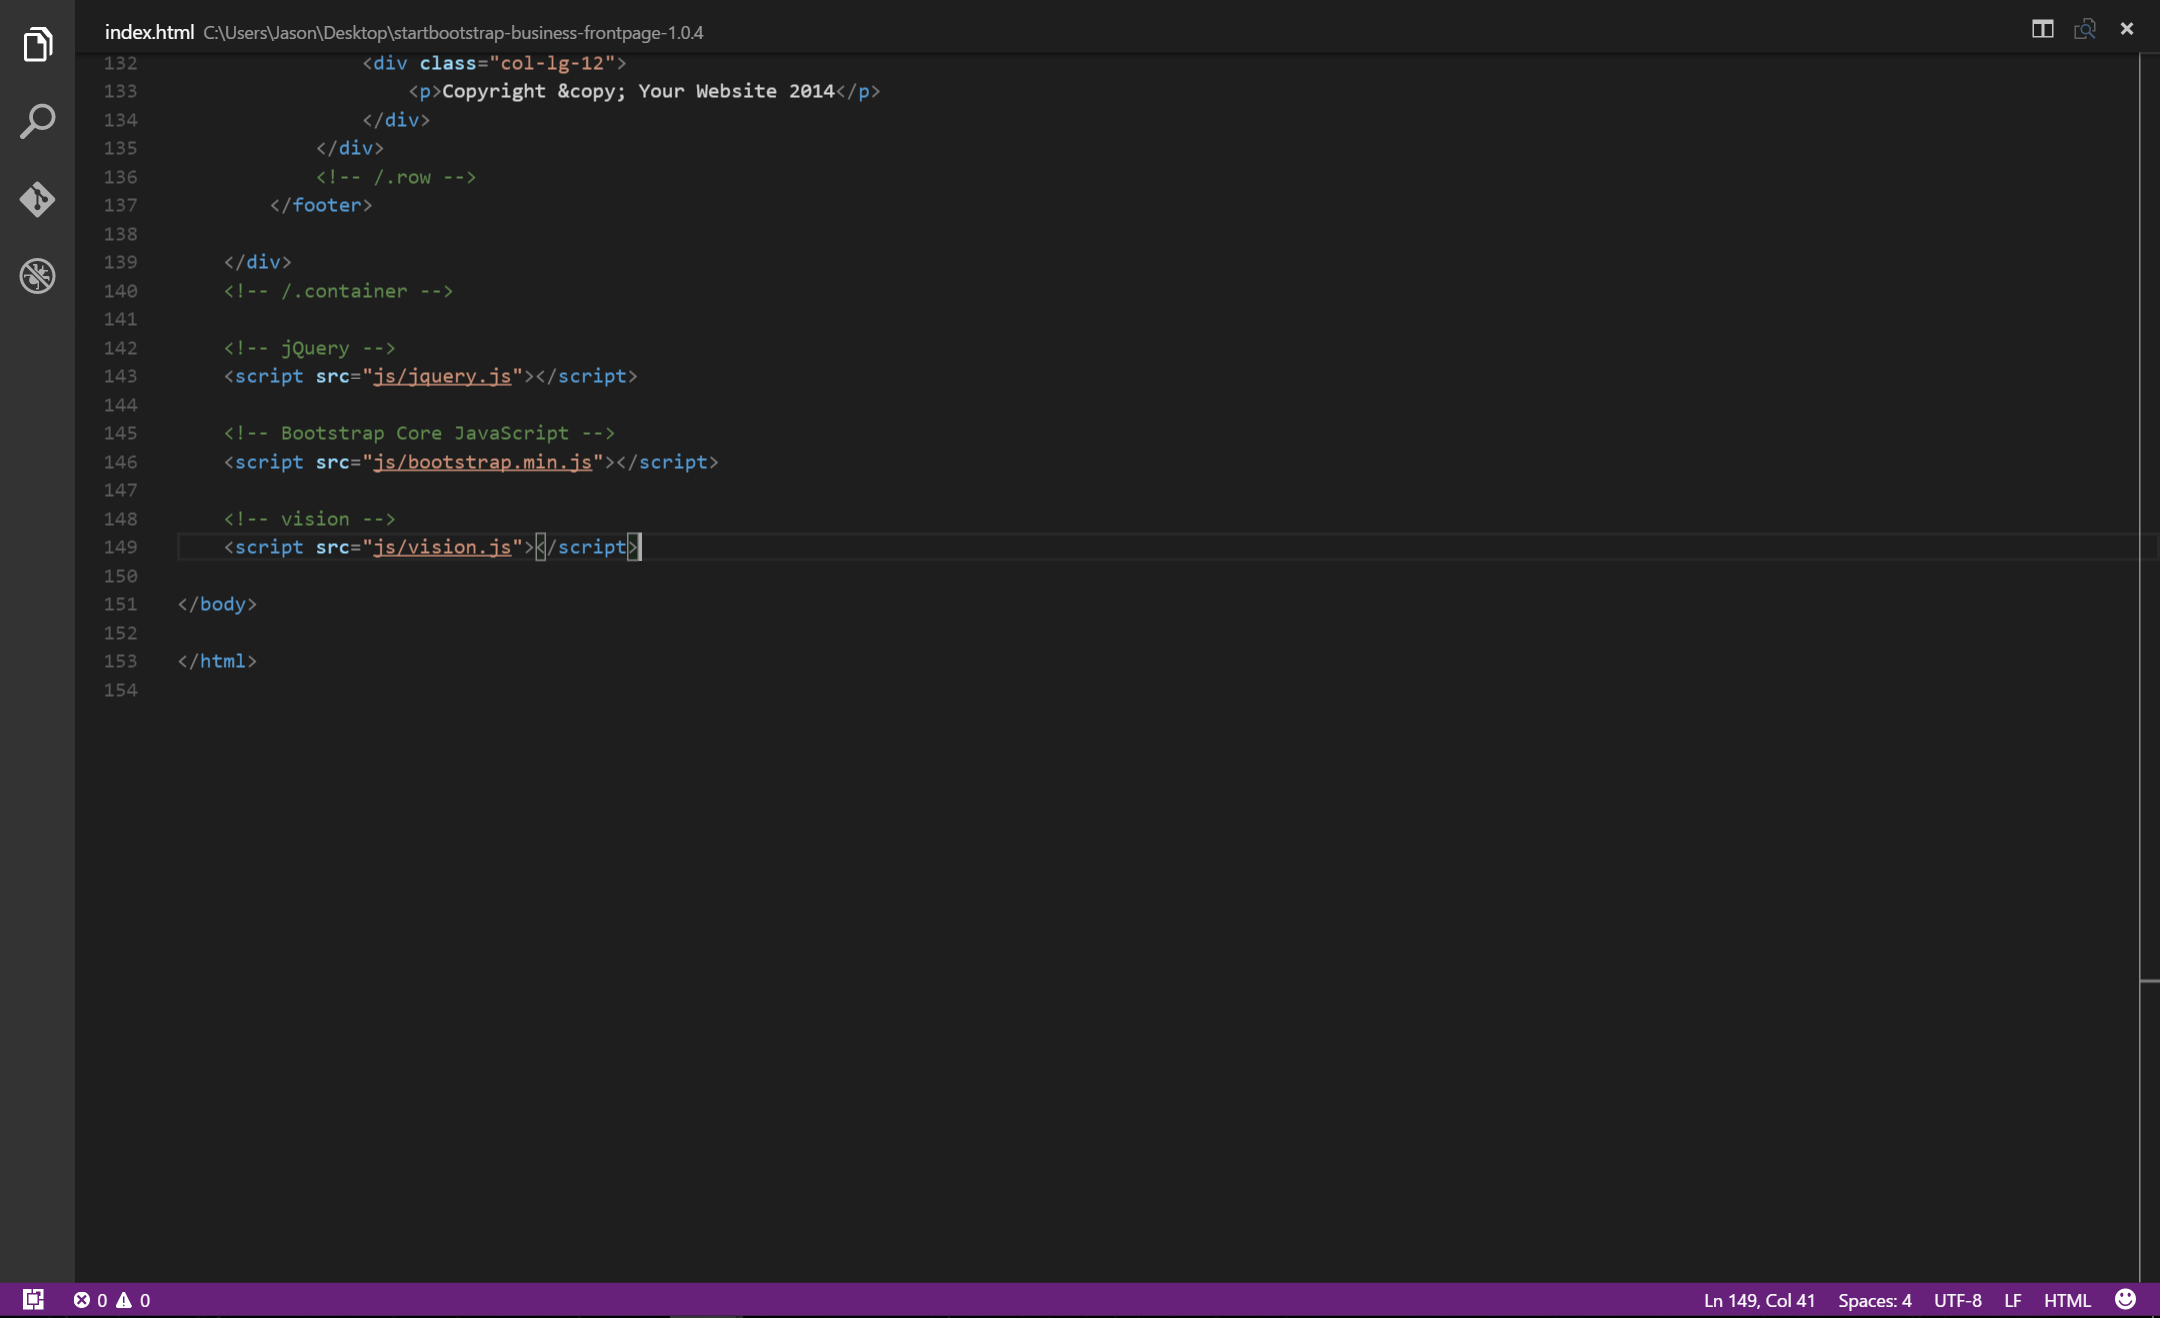 index.html C:\Users\Jason\Desktop\startbootstrap-business-frontpage-1.0.4
132 <div class="col-lg-12">
133 <p>Copyright &copy; Your Website 2014</p>
134 </div>
135 </div>
136 <!-- /.row -->
137 </footer>
138
139 </div>
140 <!-- /.container -->
141
142 <!-- jQuery -->
143 <script src="js/jquery.js"></script>
144
145 <!-- Bootstrap Core JavaScript -->
146 <script src="js/bootstrap.min.js"></script>
147
148 <!-- vision -->
149 <script src="js/vision.js"></script>
150
151 </body>
152
153 </html>
154
0 0 Ln 149, Col 41 Spaces: 4 UTF-8 LF HTML